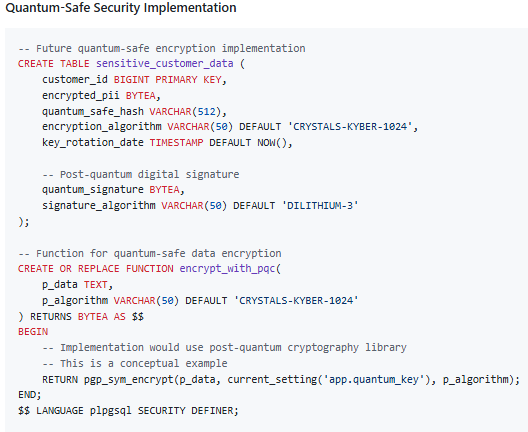 Quantum-Safe Security Implementation
-- Future quantum-safe encryption implementation
CREATE TABLE sensitive_customer_data (
    customer_id BIGINT PRIMARY KEY,
    encrypted_pii BYTEA,
    quantum_safe_hash VARCHAR(512),
    encryption_algorithm VARCHAR(50) DEFAULT 'CRYSTALS-KYBER-1024',
    key_rotation_date TIMESTAMP DEFAULT NOW(),

    -- Post-quantum digital signature
    quantum_signature BYTEA,
    signature_algorithm VARCHAR(50) DEFAULT 'DILITHIUM-3'
);

-- Function for quantum-safe data encryption
CREATE OR REPLACE FUNCTION encrypt_with_pqc(
    p_data TEXT,
    p_algorithm VARCHAR(50) DEFAULT 'CRYSTALS-KYBER-1024'
) RETURNS BYTEA AS $$
BEGIN
    -- Implementation would use post-quantum cryptography library
    -- This is a conceptual example
    RETURN pgp_sym_encrypt(p_data, current_setting('app.quantum_key'), p_algorithm);
END;
$$ LANGUAGE plpgsql SECURITY DEFINER;